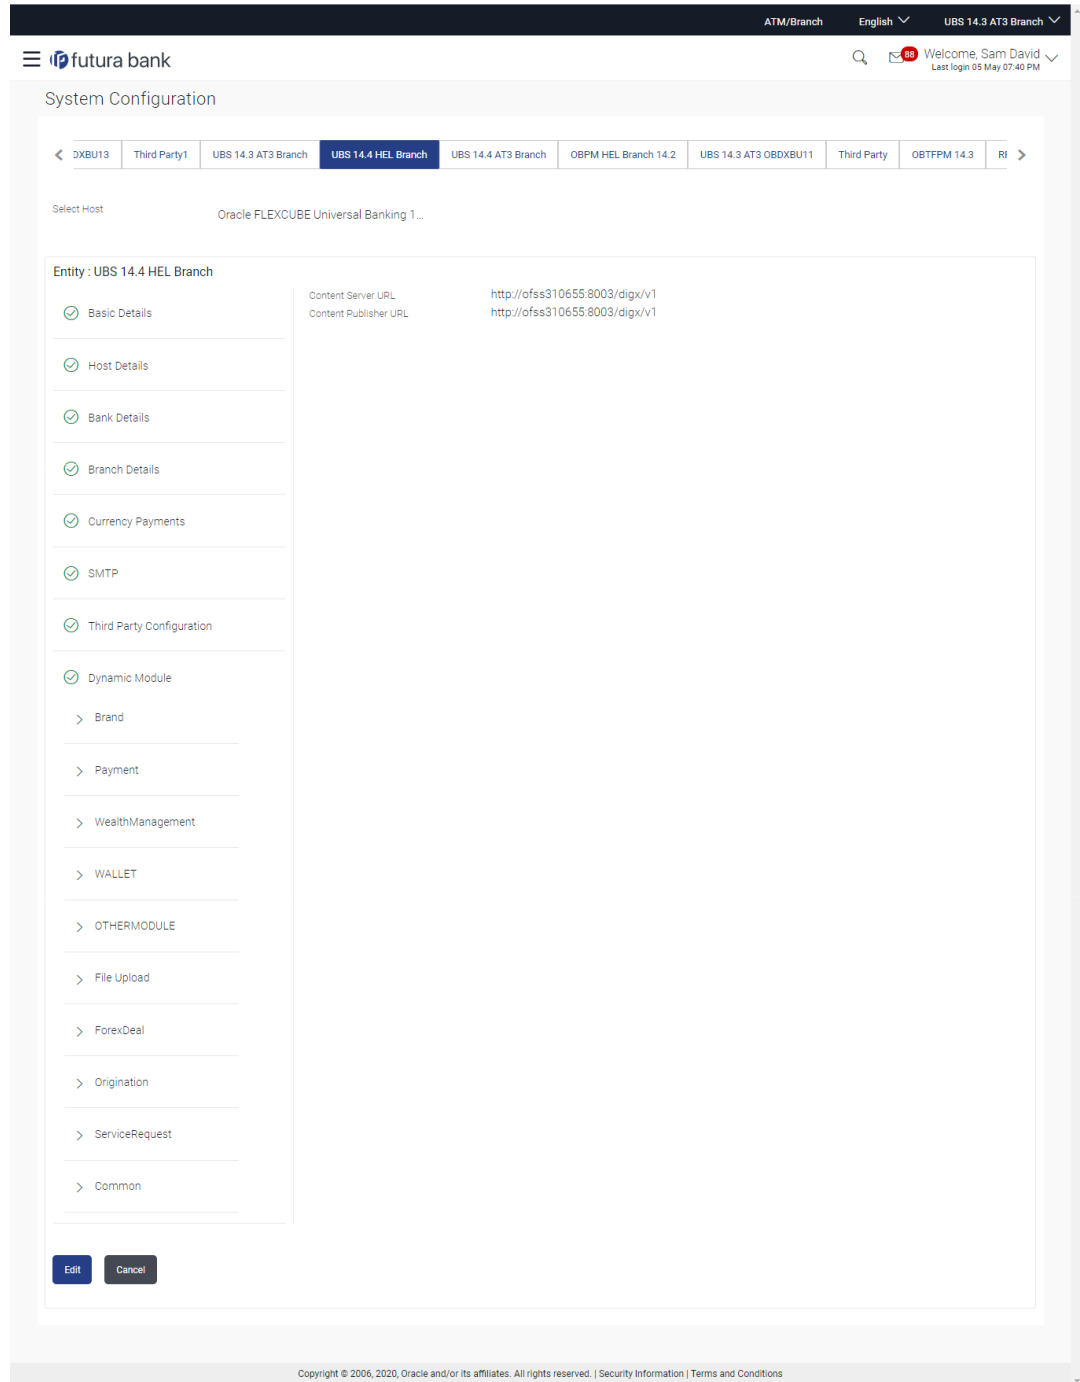 ATM/Branch English UBS 14.3 AT3 Branch
futura bank 88 Welcome, Sam David
Last login 05 May 07:40 PM
System Configuration
DXBU13 Third Party1 UBS 14.3 AT3 Branch UBS 14.4 HEL Branch UBS 14.4 AT3 Branch OBPM HEL Branch 14.2 UBS 14.3 AT3 OBDXBU11 Third Party OBTFPM 14.3
Select Host Oracle FLEXCUBE Universal Banking 1...
Entity : UBS 14.4 HEL Branch
Content Server URL http://ofss310655:8003/digx/v1
Content Publisher URL http://ofss310655:8003/digx/v1
Basic Details
Host Details
Bank Details
Branch Details
Currency Payments
SMTP
Third Party Configuration
Dynamic Module
Brand
Payment
WealthManagement
WALLET
OTHERMODULE
File Upload
ForexDeal
Origination
ServiceRequest
Common
Edit Cancel
Copyright © 2006, 2020, Oracle and/or its affiliates. All rights reserved. | Security Information | Terms and Conditions